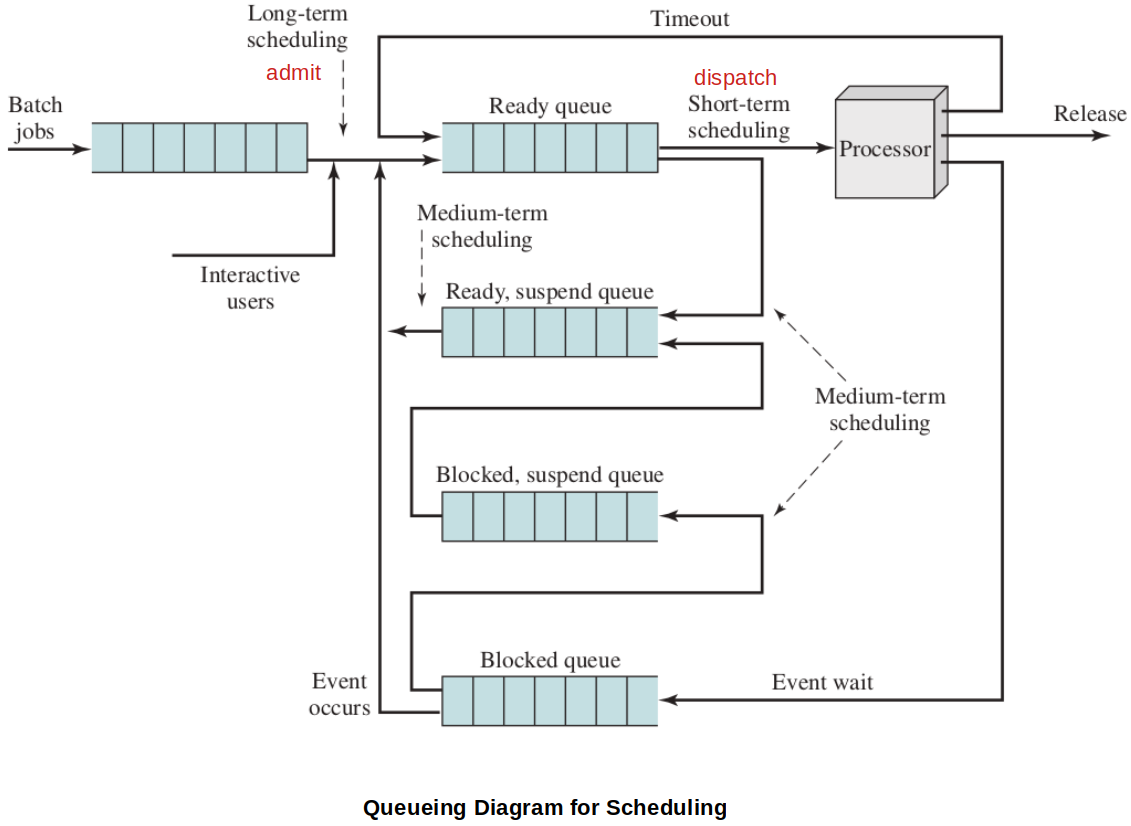 Long-term
scheduling
admit
Timeout
Batch
jobs
Ready queue
dispatch
Short-term
scheduling
Processor
Release
Interactive
users
Medium-term
scheduling
Ready, suspend queue
Medium-term
scheduling
Blocked, suspend queue
Blocked queue
Event
occurs
Event wait
Queueing Diagram for Scheduling